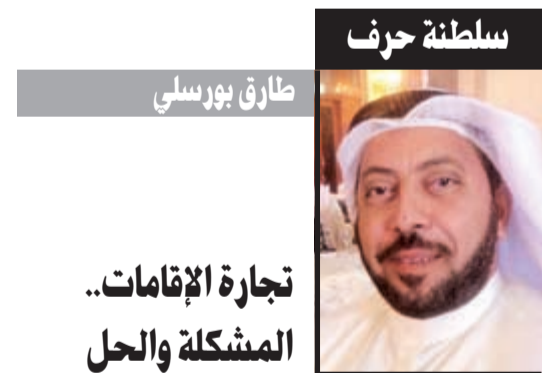 سلطنة حرف
طارق بورسلي
تجارة الإقامات..
المشكلة والحل